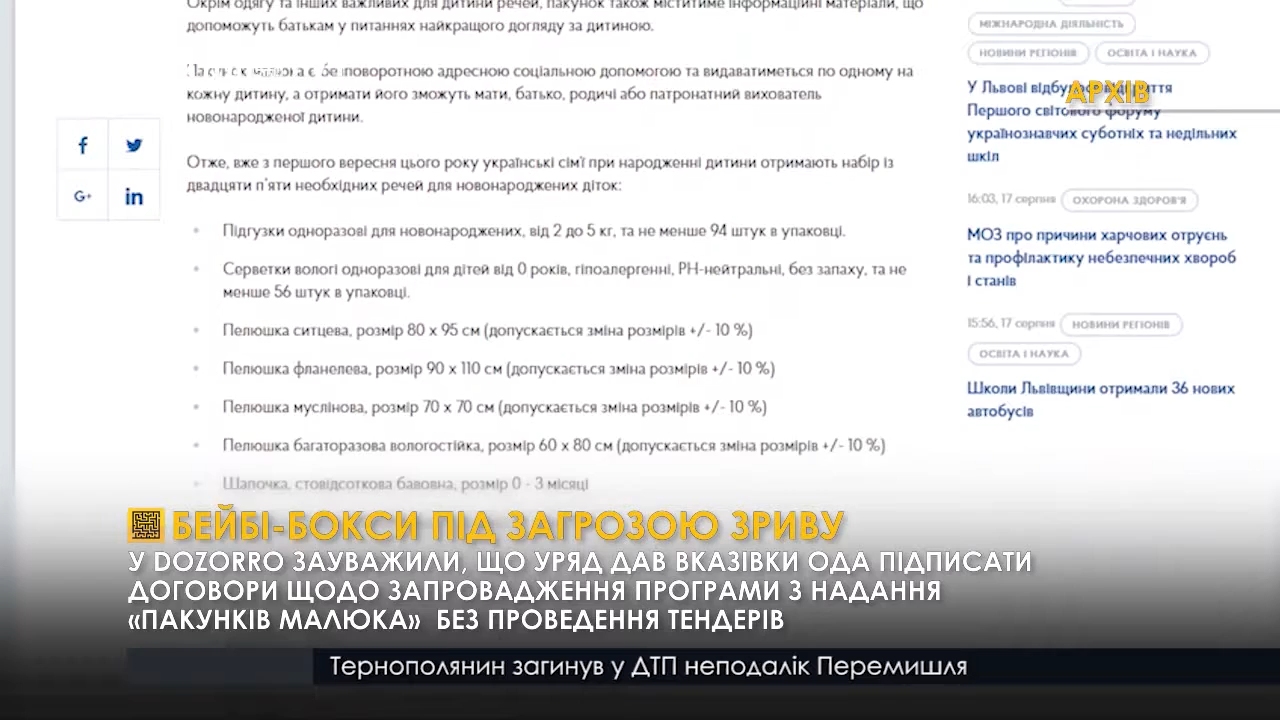 Окрім одягу та інших важливих для дитини речей, пакунок також міститиме інформаційні матеріали, що
допоможуть батькам у питаннях найкращого догляду за дитиною.
є безповоротною адресною соціальною допомогою та видаватиметься по одному на
кожну дитину, а отримати його зможуть мати, батько, родичі або патронатний вихователь
новонародженої дитини.
Отже, вже з першого вересня цього року українські сім'ї при народженні дитини отримають набір із
двадцяти п'яти необхідних речей для новонароджених діток:
Підгузки одноразові для новонароджених, від 2 до 5 кг, та не менше 94 штук в упаковці.
Серветки вологі одноразові для дітей від 0 років, гіпоалергенні, PH-нейтральні, без запаху, та не
менше 56 штук в упаковці.
Пелюшка ситцева, розмір 80 х 95 см (допускається зміна розмірів +/- 10 %)
Пелюшка фланелева, розмір 90 х 110 см (допускається зміна розмірів +/- 10 %)
Пелюшка муслінова, розмір 70 х 70 см (допускається зміна розмірів +/- 10 %)
Пелюшка багаторазова вологостійка, розмір 60 х 80 см (допускається зміна розмірів +/- 10 %)
Шапочка, стовідсоткова бавовна, розмір 0 - 3 місяці
f
G+
in
МІЖНАРОДНА ДІЯЛЬНІСТЬ
НОВИНИ РЕГІОНІВ ОСВІТА І НАУКА
АРХІВ
У Львові відбулося відкриття
Першого світового форуму
українознавчих суботніх та недільних
шкіл
16:03, 17 серпня ОХОРОНА ЗДОРОВ'Я
МОЗ про причини харчових отруєнь
та профілактику небезпечних хвороб
і станів
15:56, 17 серпня НОВИНИ РЕГІОНІВ
ОСВІТА І НАУКА
Школи Львівщини отримали 36 нових
автобусів
БЕЙБІ-БОКСИ ПІД ЗАГРОЗОЮ ЗРИВУ
У DOZORRO ЗАУВАЖИЛИ, ЩО УРЯД ДАВ ВКАЗІВКИ ОДА ПІДПИСАТИ
ДОГОВОРИ ЩОДО ЗАПРОВАДЖЕННЯ ПРОГРАМИ З НАДАННЯ
«ПАКУНКІВ МАЛЮКА» БЕЗ ПРОВЕДЕННЯ ТЕНДЕРІВ
Тернополянин загинув у ДТП неподалік Перемишля